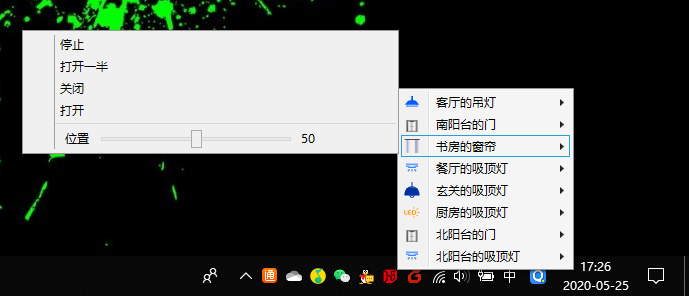 停止
打开一半
关闭
打开
位置 50
客厅的吊灯
南阳台的门
书房的窗帘
餐厅的吸顶灯
玄关的吸顶灯
LED 厨房的吸顶灯
北阳台的门
北阳台的吸顶灯
通 中 17:26
2020-05-25